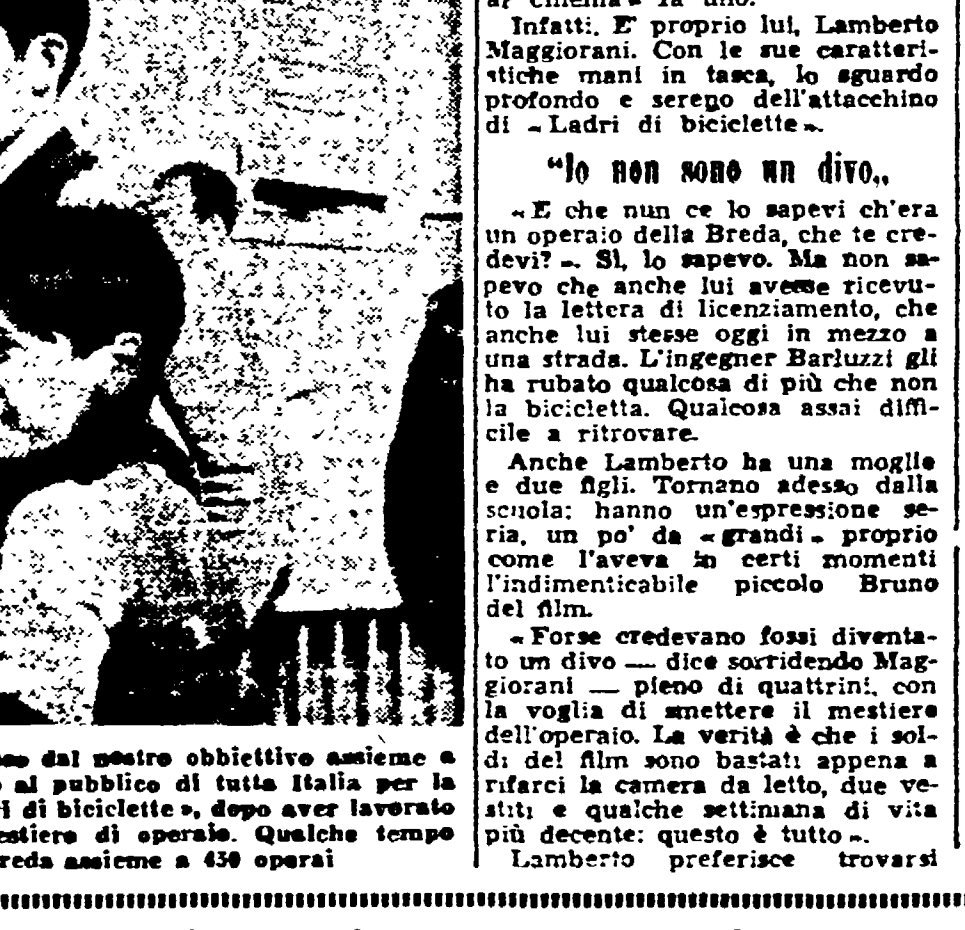 al cinema » fa uno.
Infatti. E' proprio lui, Lamberto
Maggiorani. Con le sue caratteri-
stiche mani in tasca, lo sguardo
profondo e sereno dell'attacchino
di « Ladri di biciclette ».
“Io non sono un divo„
« E che nun ce lo sapevi ch'era
un operaio della Breda, che te cre-
devi? ». Sì, lo sapevo. Ma non sa-
pevo che anche lui avesse ricevu-
to la lettera di licenziamento, che
anche lui stesse oggi in mezzo a
una strada. L'ingegner Barluzzi gli
ha rubato qualcosa di più che non
la bicicletta. Qualcosa assai diffi-
cile a ritrovare.
Anche Lamberto ha una moglie
e due figli. Tornano adesso dalla
scuola: hanno un'espressione se-
ria, un po' da « grandi » proprio
come l'aveva in certi momenti
l'indimenticabile piccolo Bruno
del film.
« Forse credevano fossi diventa-
to un divo — dice sorridendo Mag-
giorani — pieno di quattrini, con
la voglia di smettere il mestiere
dell'operaio. La verità è che i sol-
di del film sono bastati appena a
rifarci la camera da letto, due ve-
stiti e qualche settimana di vita
più decente: questo è tutto ».
Lamberto preferisce trovarsi
dal nostro obbiettivo assieme a
al pubblico di tutta Italia per la
i di biciclette », dopo aver lavorato
estiere di operaio. Qualche tempo
reda assieme a 430 operai